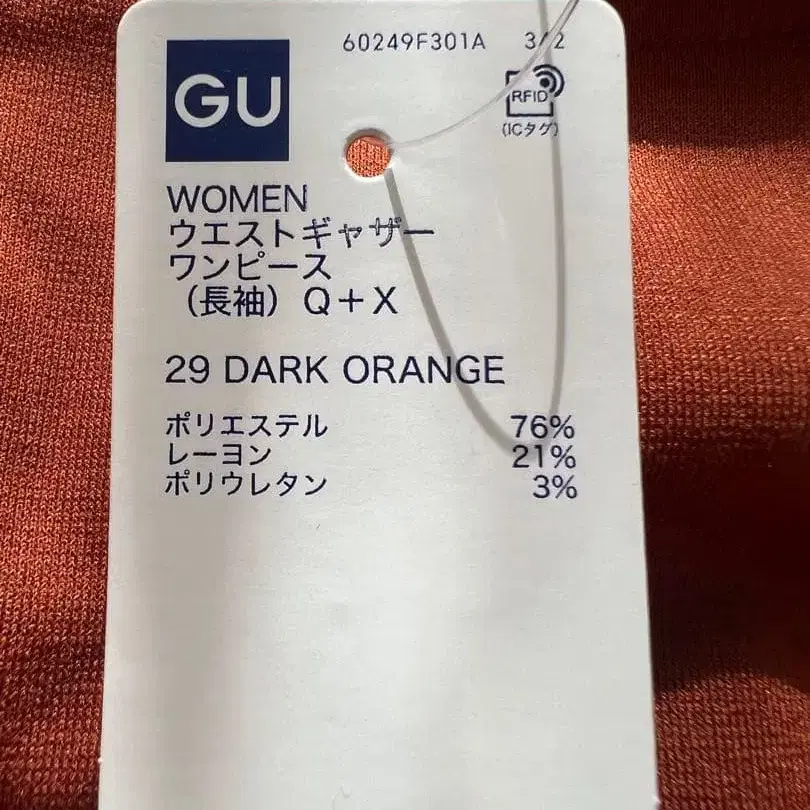 60249F301A 342
GU
RFID
(ICタグ)
WOMEN
ウエストギャザー
ワンピース
（長袖）Q＋X
29 DARK ORANGE
ポリエステル 76%
レーヨン 21%
ポリウレタン 3%